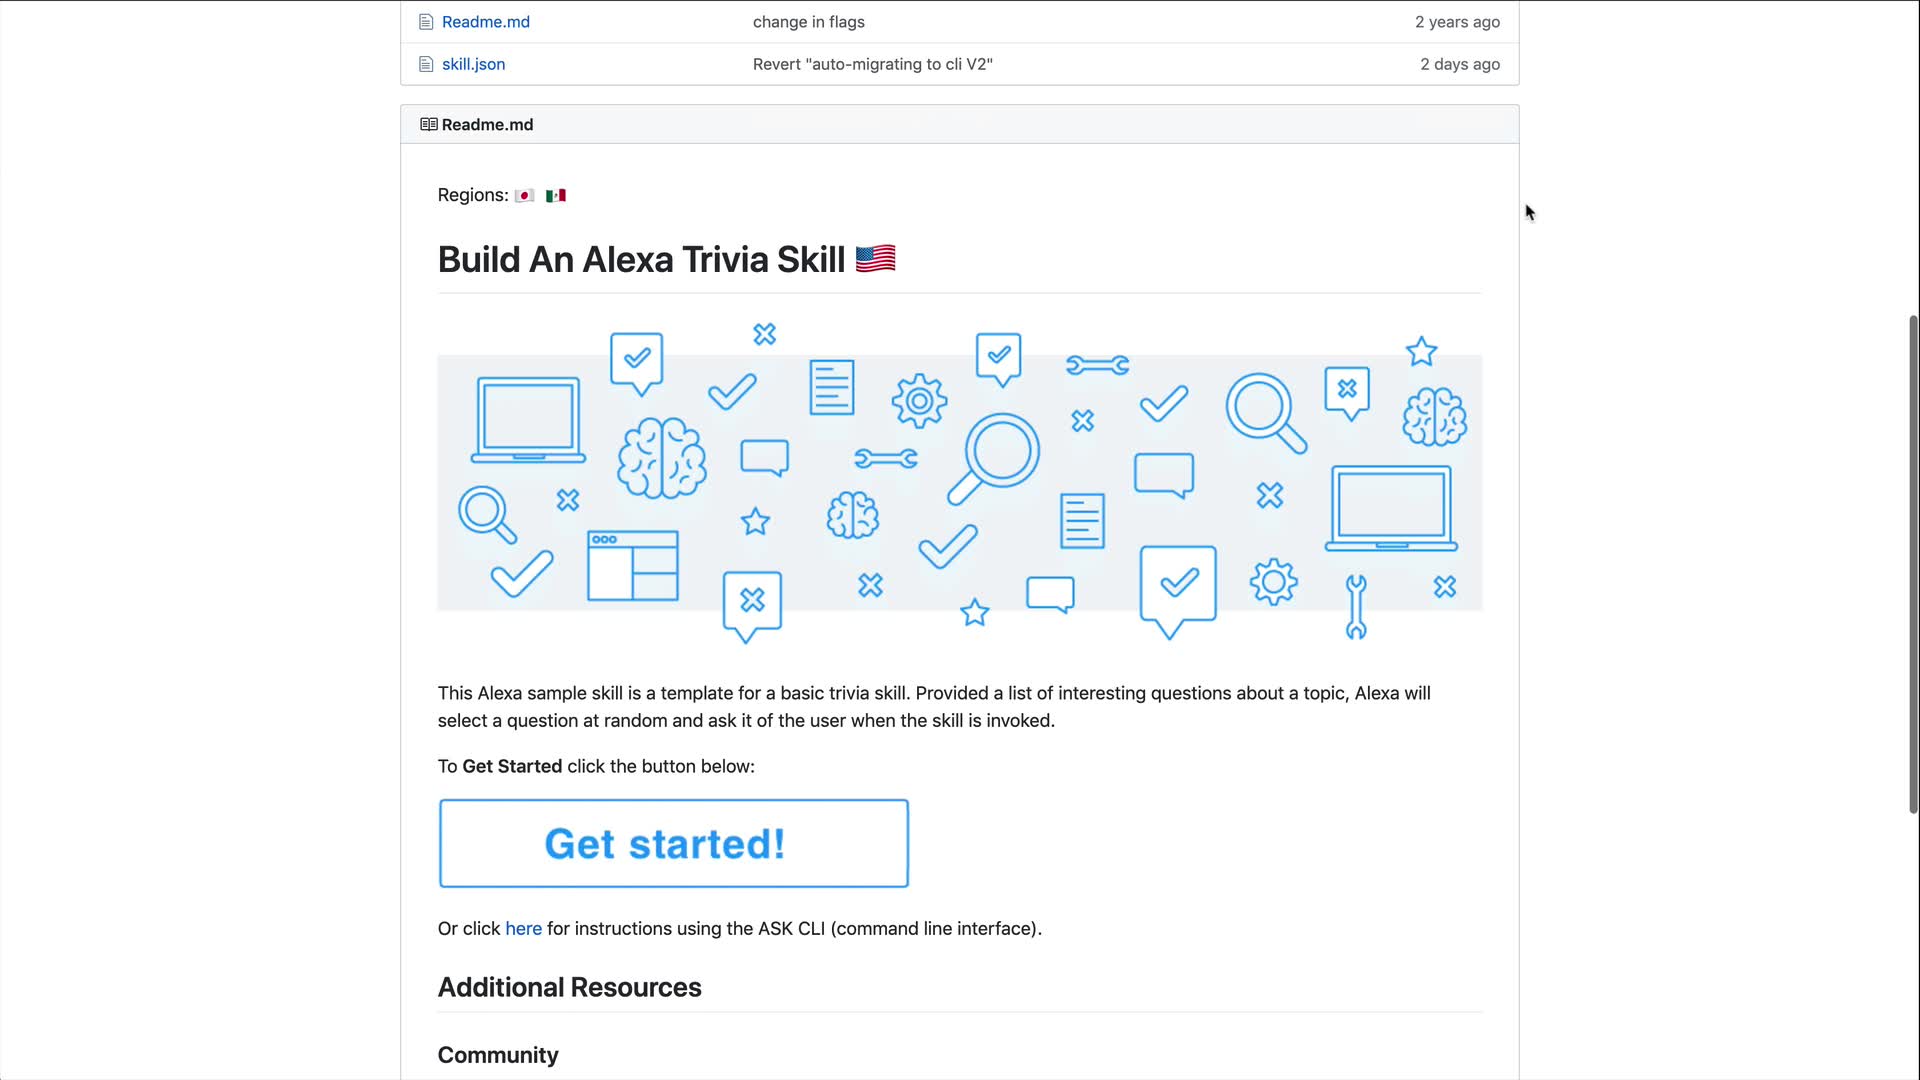 Readme.md change in flags 2 years ago
skill.json Revert "auto-migrating to cli V2" 2 days ago
Readme.md
Regions: 🇯🇵 🇲🇽
Build An Alexa Trivia Skill 🇺🇸
This Alexa sample skill is a template for a basic trivia skill. Provided a list of interesting questions about a topic, Alexa will
select a question at random and ask it of the user when the skill is invoked.
To Get Started click the button below:
Get started!
Or click here for instructions using the ASK CLI (command line interface).
Additional Resources
Community